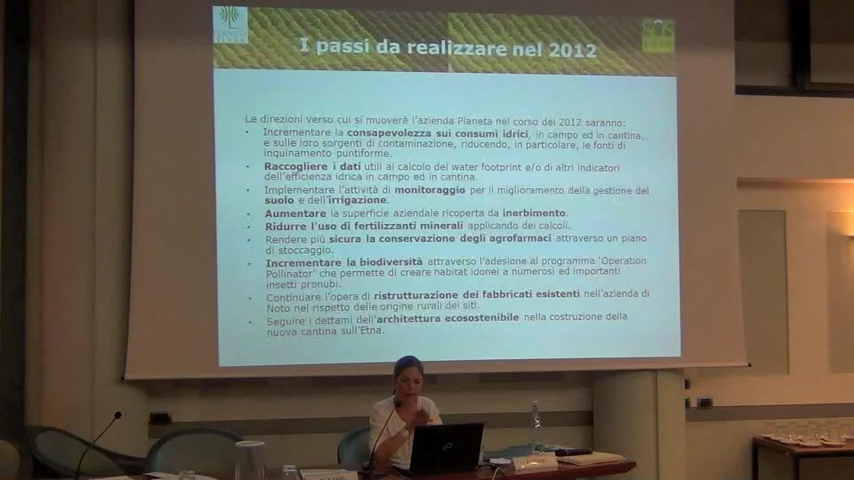 PLANETA
I passi da realizzare nel 2012
SOS
Le direzioni verso cui si muoverà l'azienda Planeta nel corso del 2012 saranno:
• Incrementare la consapevolezza sui consumi idrici, in campo ed in cantina,
e sulle loro sorgenti di contaminazione, riducendo, in particolare, le fonti di
inquinamento puntiforme.
• Raccogliere i dati utili al calcolo del water footprint e/o di altri indicatori
dell'efficienza idrica in campo ed in cantina.
• Implementare l'attività di monitoraggio per il miglioramento della gestione del
suolo e dell'irrigazione.
• Aumentare la superficie aziendale ricoperta da inerbimento.
• Ridurre l'uso di fertilizzanti minerali applicando dei calcoli.
• Rendere più sicura la conservazione degli agrofarmaci attraverso un piano
di stoccaggio.
• Incrementare la biodiversità attraverso l'adesione al programma 'Operation
Pollinator' che permette di creare habitat idonei a numerosi ed importanti
insetti pronubi.
• Continuare l'opera di ristrutturazione dei fabbricati esistenti nell'azienda di
Noto nel rispetto delle origine rurali dei siti.
• Seguire i dettami dell'architettura ecosostenibile nella costruzione della
nuova cantina sull'Etna.